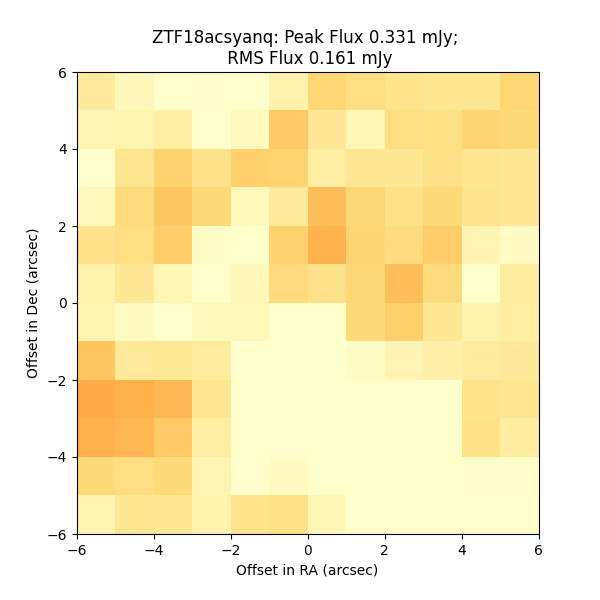 ZTF18acsyanq: Peak Flux 0.331 mJy;
RMS Flux 0.161 mJy
6
4
2
0
−2
−4
−6
Offset in Dec (arcsec)
−6 −4 −2 0 2 4 6
Offset in RA (arcsec)